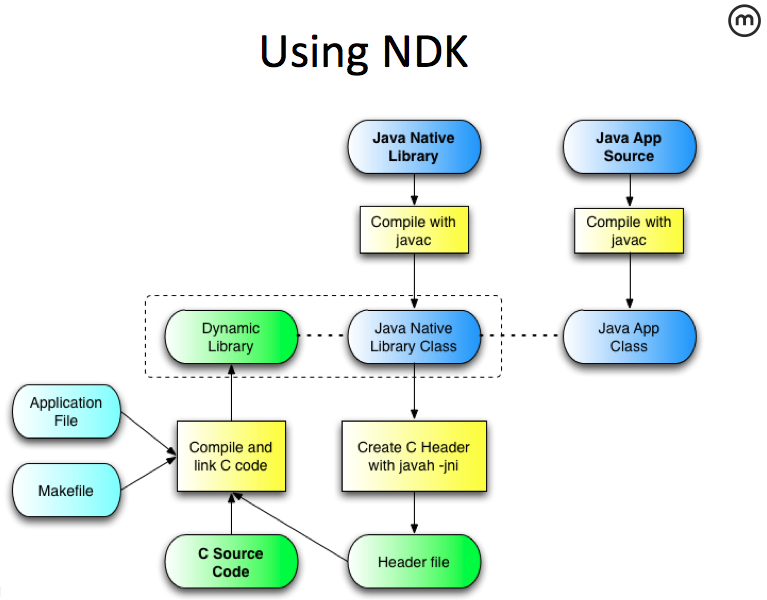 m
Using NDK
Java Native
Library
Java App
Source
Compile with
javac
Compile with
javac
Dynamic
Library
Java Native
Library Class
Java App
Class
Application
File
Makefile
Compile and
link C code
Create C Header
with javah -jni
C Source
Code
Header file